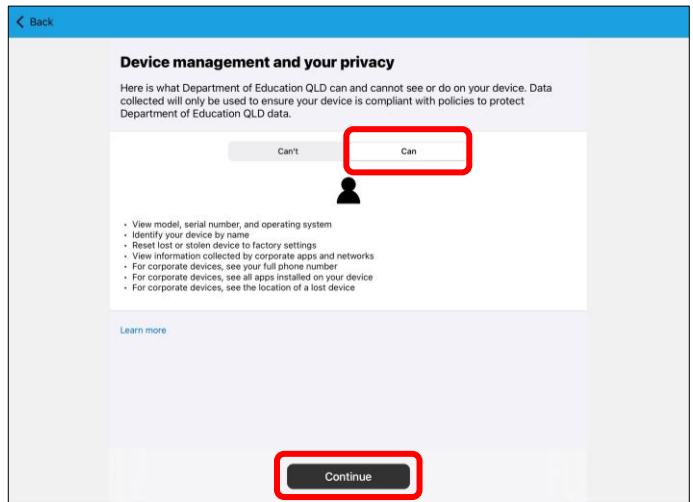 Back
Device management and your privacy
Here is what Department of Education QLD can and cannot see or do on your device. Data
collected will only be used to ensure your device is compliant with policies to protect
Department of Education QLD data.
Can't Can
• View model, serial number, and operating system
• Identify your device by name
• Reset lost or stolen device to factory settings
• View information collected by corporate apps and networks
• For corporate devices, see your full phone number
• For corporate devices, see all apps installed on your device
• For corporate devices, see the location of a lost device
Learn more
Continue